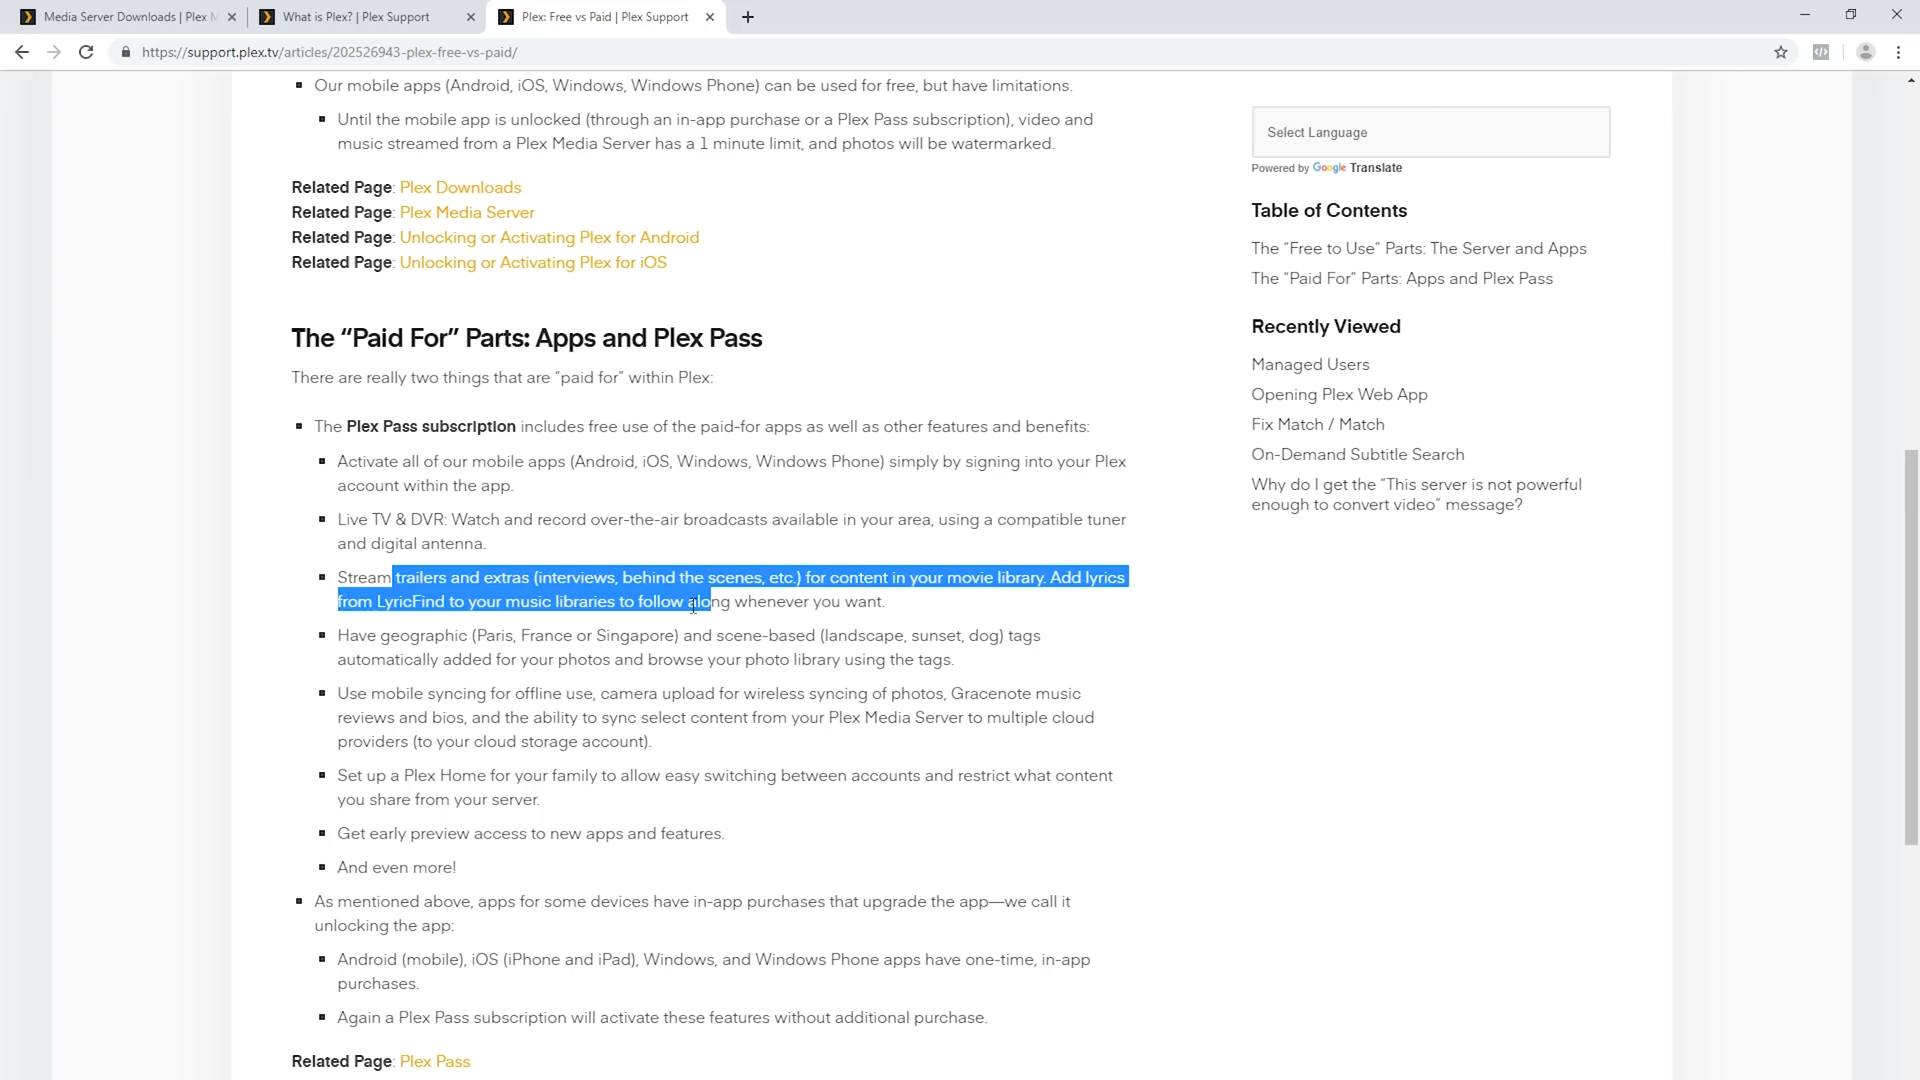 Media Server Downloads | Plex M
What is Plex? | Plex Support
Plex: Free vs Paid | Plex Support
https://support.plex.tv/articles/202526943-plex-free-vs-paid/
Our mobile apps (Android, iOS, Windows, Windows Phone) can be used for free, but have limitations.
Until the mobile app is unlocked (through an in-app purchase or a Plex Pass subscription), video and
music streamed from a Plex Media Server has a 1 minute limit, and photos will be watermarked.
Related Page: Plex Downloads
Related Page: Plex Media Server
Related Page: Unlocking or Activating Plex for Android
Related Page: Unlocking or Activating Plex for iOS
The “Paid For” Parts: Apps and Plex Pass
There are really two things that are “paid for” within Plex:
The Plex Pass subscription includes free use of the paid-for apps as well as other features and benefits:
Activate all of our mobile apps (Android, iOS, Windows, Windows Phone) simply by signing into your Plex
account within the app.
Live TV & DVR: Watch and record over-the-air broadcasts available in your area, using a compatible tuner
and digital antenna.
Stream trailers and extras (interviews, behind the scenes, etc.) for content in your movie library. Add lyrics
from LyricFind to your music libraries to follow along whenever you want.
Have geographic (Paris, France or Singapore) and scene-based (landscape, sunset, dog) tags
automatically added for your photos and browse your photo library using the tags.
Use mobile syncing for offline use, camera upload for wireless syncing of photos, Gracenote music
reviews and bios, and the ability to sync select content from your Plex Media Server to multiple cloud
providers (to your cloud storage account).
Set up a Plex Home for your family to allow easy switching between accounts and restrict what content
you share from your server.
Get early preview access to new apps and features.
And even more!
As mentioned above, apps for some devices have in-app purchases that upgrade the app—we call it
unlocking the app:
Android (mobile), iOS (iPhone and iPad), Windows, and Windows Phone apps have one-time, in-app
purchases.
Again a Plex Pass subscription will activate these features without additional purchase.
Related Page: Plex Pass
Select Language
Powered by Google Translate
Table of Contents
The “Free to Use” Parts: The Server and Apps
The “Paid For” Parts: Apps and Plex Pass
Recently Viewed
Managed Users
Opening Plex Web App
Fix Match / Match
On-Demand Subtitle Search
Why do I get the “This server is not powerful
enough to convert video” message?